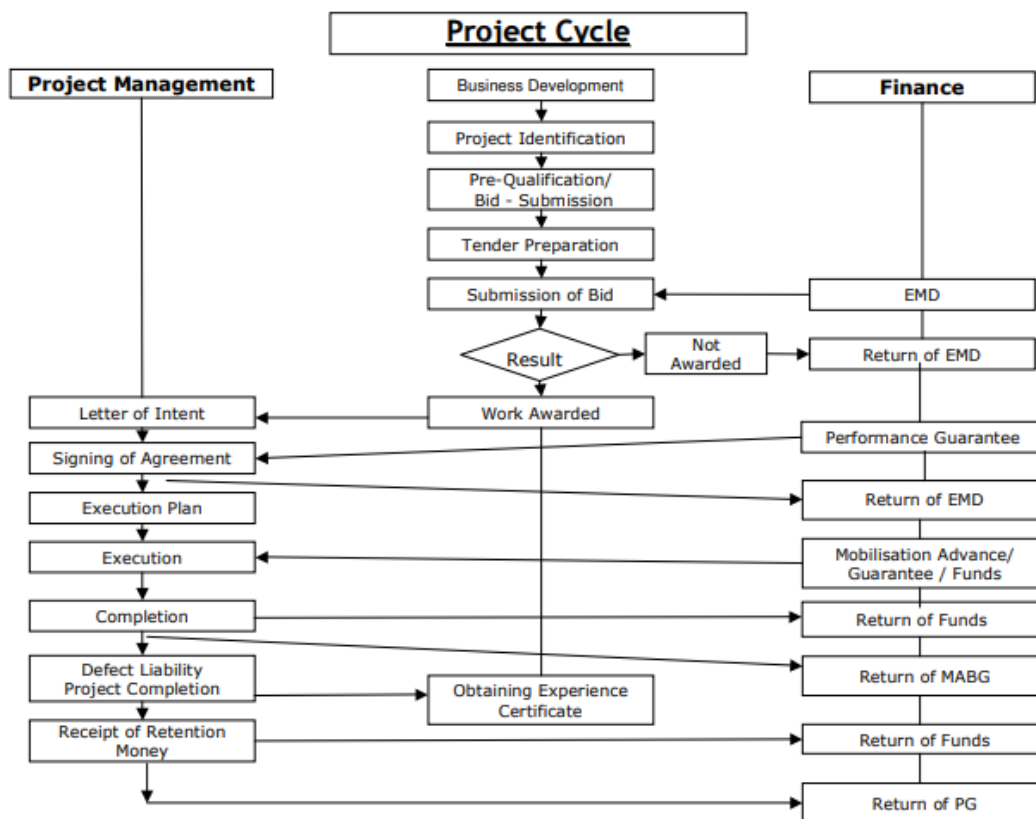 Project Cycle
Project Management
Business Development
Finance
Project Identification
Pre-Qualification/
Bid - Submission
Tender Preparation
Submission of Bid
EMD
Result
Not
Awarded
Return of EMD
Letter of Intent
Work Awarded
Performance Guarantee
Signing of Agreement
Return of EMD
Execution Plan
Execution
Mobilisation Advance/
Guarantee / Funds
Completion
Return of Funds
Defect Liability
Project Completion
Return of MABG
Obtaining Experience
Certificate
Receipt of Retention
Money
Return of Funds
Return of PG